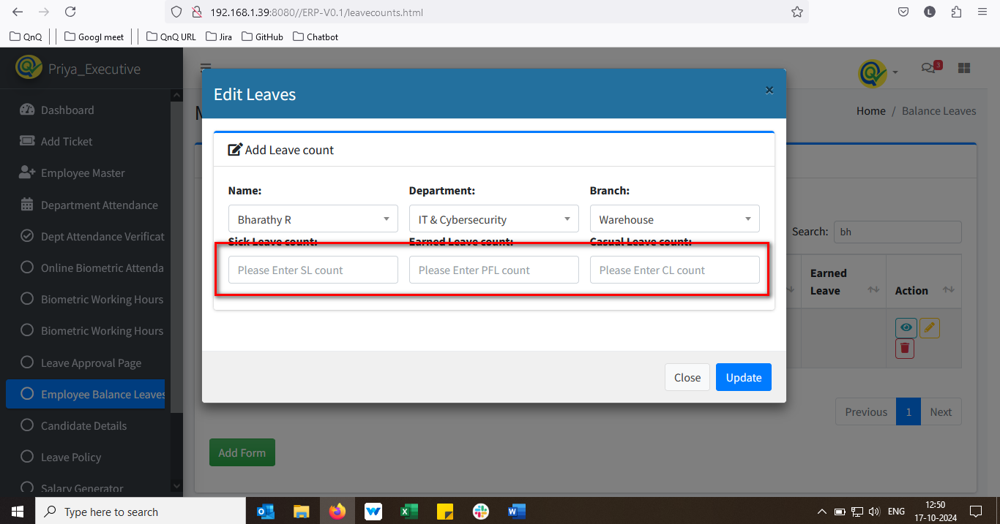 192.168.1.39:8080//ERP-V0.1/leavecounts.html
L
QnQ
Googl meet
QnQ URL
Jira
GitHub
Chatbot
Priya_Executive
3
Dashboard
Add Ticket
Employee Master
Department Attendance
Dept Attendance Verificat
Online Biometric Attenda
Biometric Working Hours
Biometric Working Hours
Leave Approval Page
Employee Balance Leaves
Candidate Details
Leave Policy
Salary Generator
Home / Balance Leaves
Edit Leaves
×
Add Leave count
Name:
Department:
Branch:
Bharathy R
IT & Cybersecurity
Warehouse
Sick Leave count:
Earned Leave count:
Casual Leave count:
Please Enter SL count
Please Enter PFL count
Please Enter CL count
Close
Update
Search:
bh
Earned
Leave
Action
Previous
1
Next
Add Form
Type here to search
ENG
12:50
17-10-2024